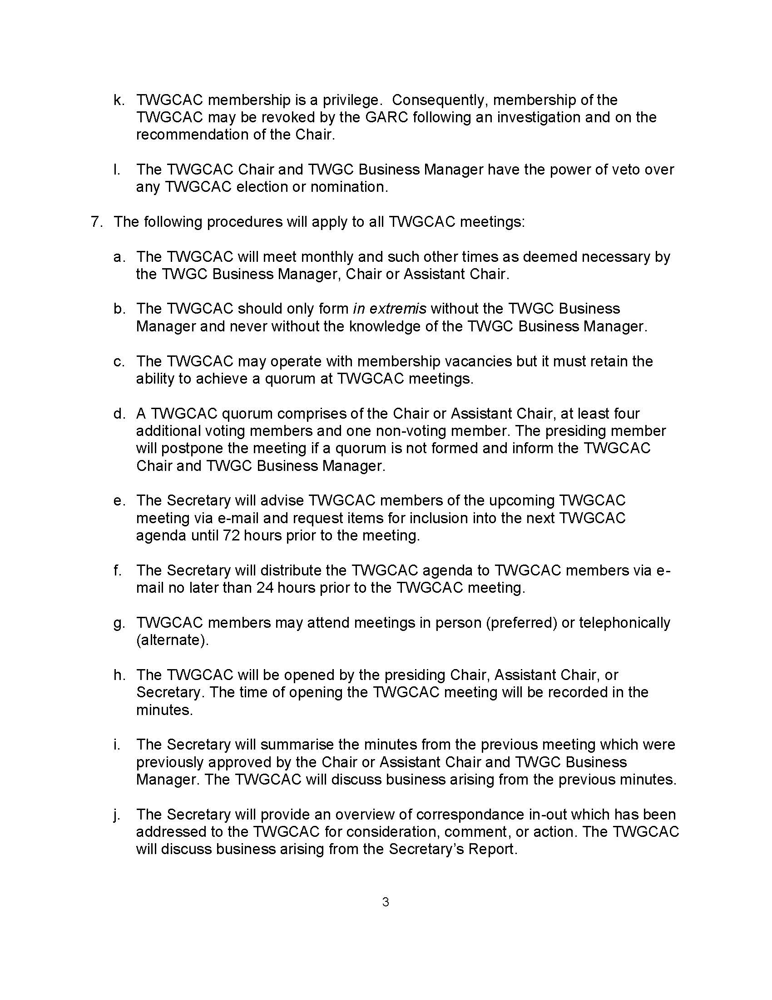 k. TWGCAC membership is a privilege.  Consequently, membership of the
TWGCAC may be revoked by the GARC following an investigation and on the
recommendation of the Chair.
l. The TWGCAC Chair and TWGC Business Manager have the power of veto over
any TWGCAC election or nomination.
7. The following procedures will apply to all TWGCAC meetings:
a. The TWGCAC will meet monthly and such other times as deemed necessary by
the TWGC Business Manager, Chair or Assistant Chair.
b. The TWGCAC should only form in extremis without the TWGC Business
Manager and never without the knowledge of the TWGC Business Manager.
c. The TWGCAC may operate with membership vacancies but it must retain the
ability to achieve a quorum at TWGCAC meetings.
d. A TWGCAC quorum comprises of the Chair or Assistant Chair, at least four
additional voting members and one non-voting member. The presiding member
will postpone the meeting if a quorum is not formed and inform the TWGCAC
Chair and TWGC Business Manager.
e. The Secretary will advise TWGCAC members of the upcoming TWGCAC
meeting via e-mail and request items for inclusion into the next TWGCAC
agenda until 72 hours prior to the meeting.
f. The Secretary will distribute the TWGCAC agenda to TWGCAC members via e-
mail no later than 24 hours prior to the TWGCAC meeting.
g. TWGCAC members may attend meetings in person (preferred) or telephonically
(alternate).
h. The TWGCAC will be opened by the presiding Chair, Assistant Chair, or
Secretary. The time of opening the TWGCAC meeting will be recorded in the
minutes.
i. The Secretary will summarise the minutes from the previous meeting which were
previously approved by the Chair or Assistant Chair and TWGC Business
Manager. The TWGCAC will discuss business arising from the previous minutes.
j. The Secretary will provide an overview of correspondance in-out which has been
addressed to the TWGCAC for consideration, comment, or action. The TWGCAC
will discuss business arising from the Secretary’s Report.
3